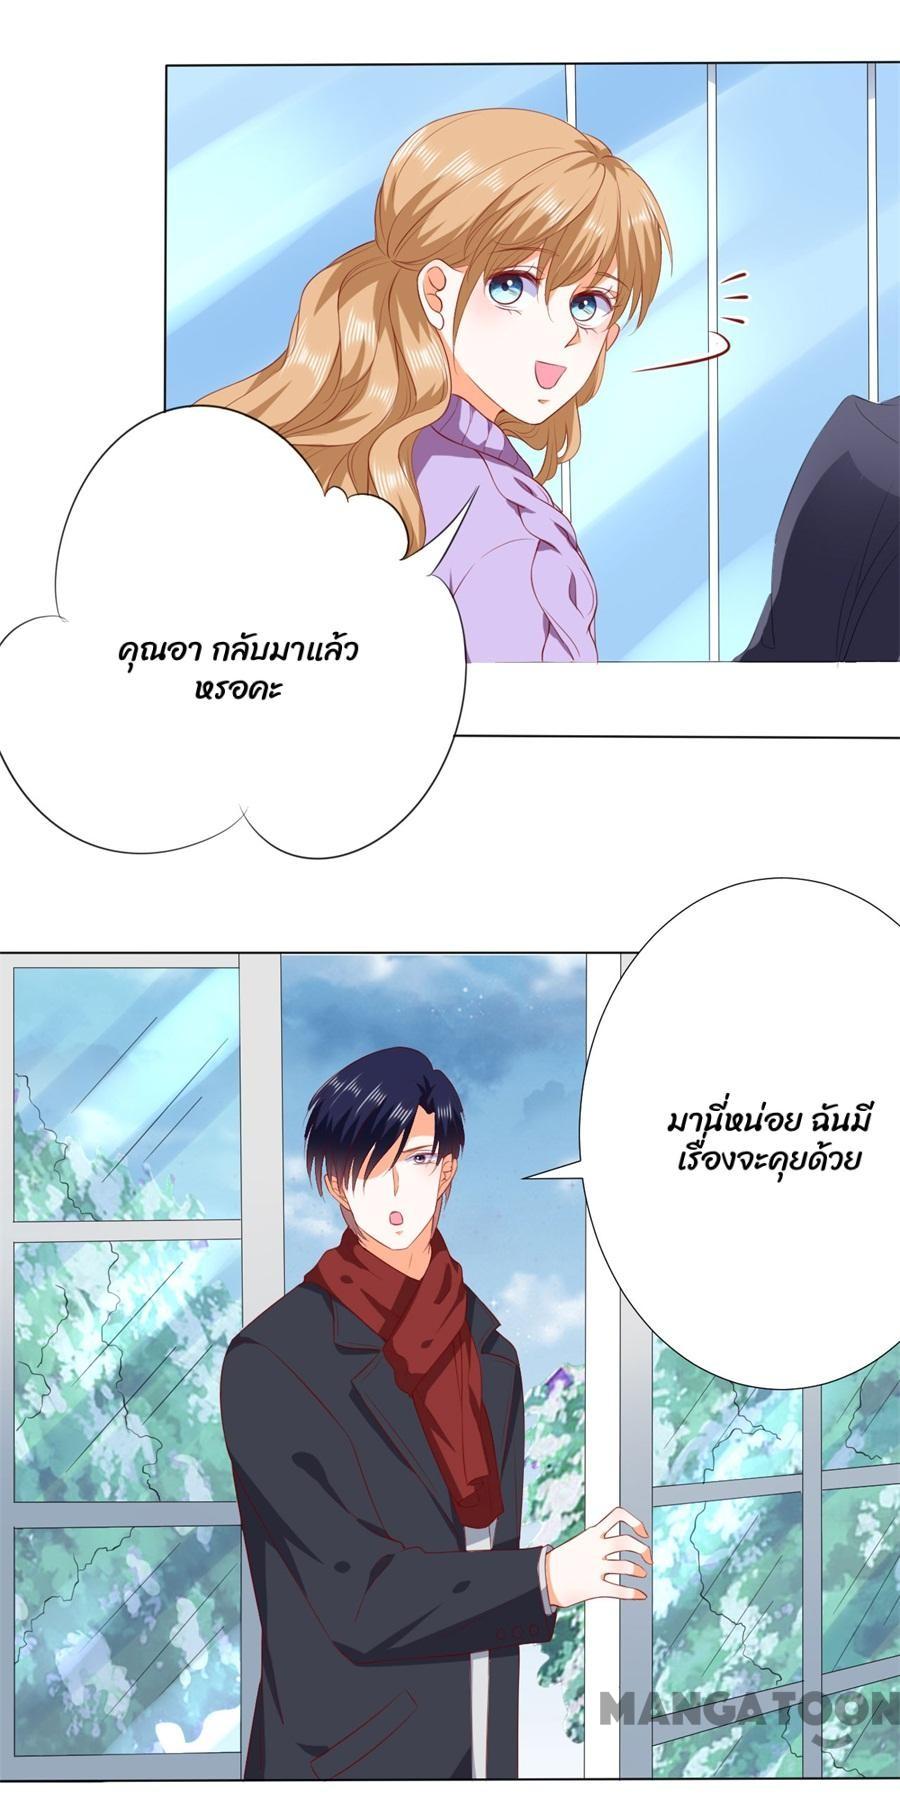 คุณอา กลับมาแล้ว
หรอคะ
มานี่หน่อย ฉันมี
เรื่องจะคุยด้วย
MANGATOON